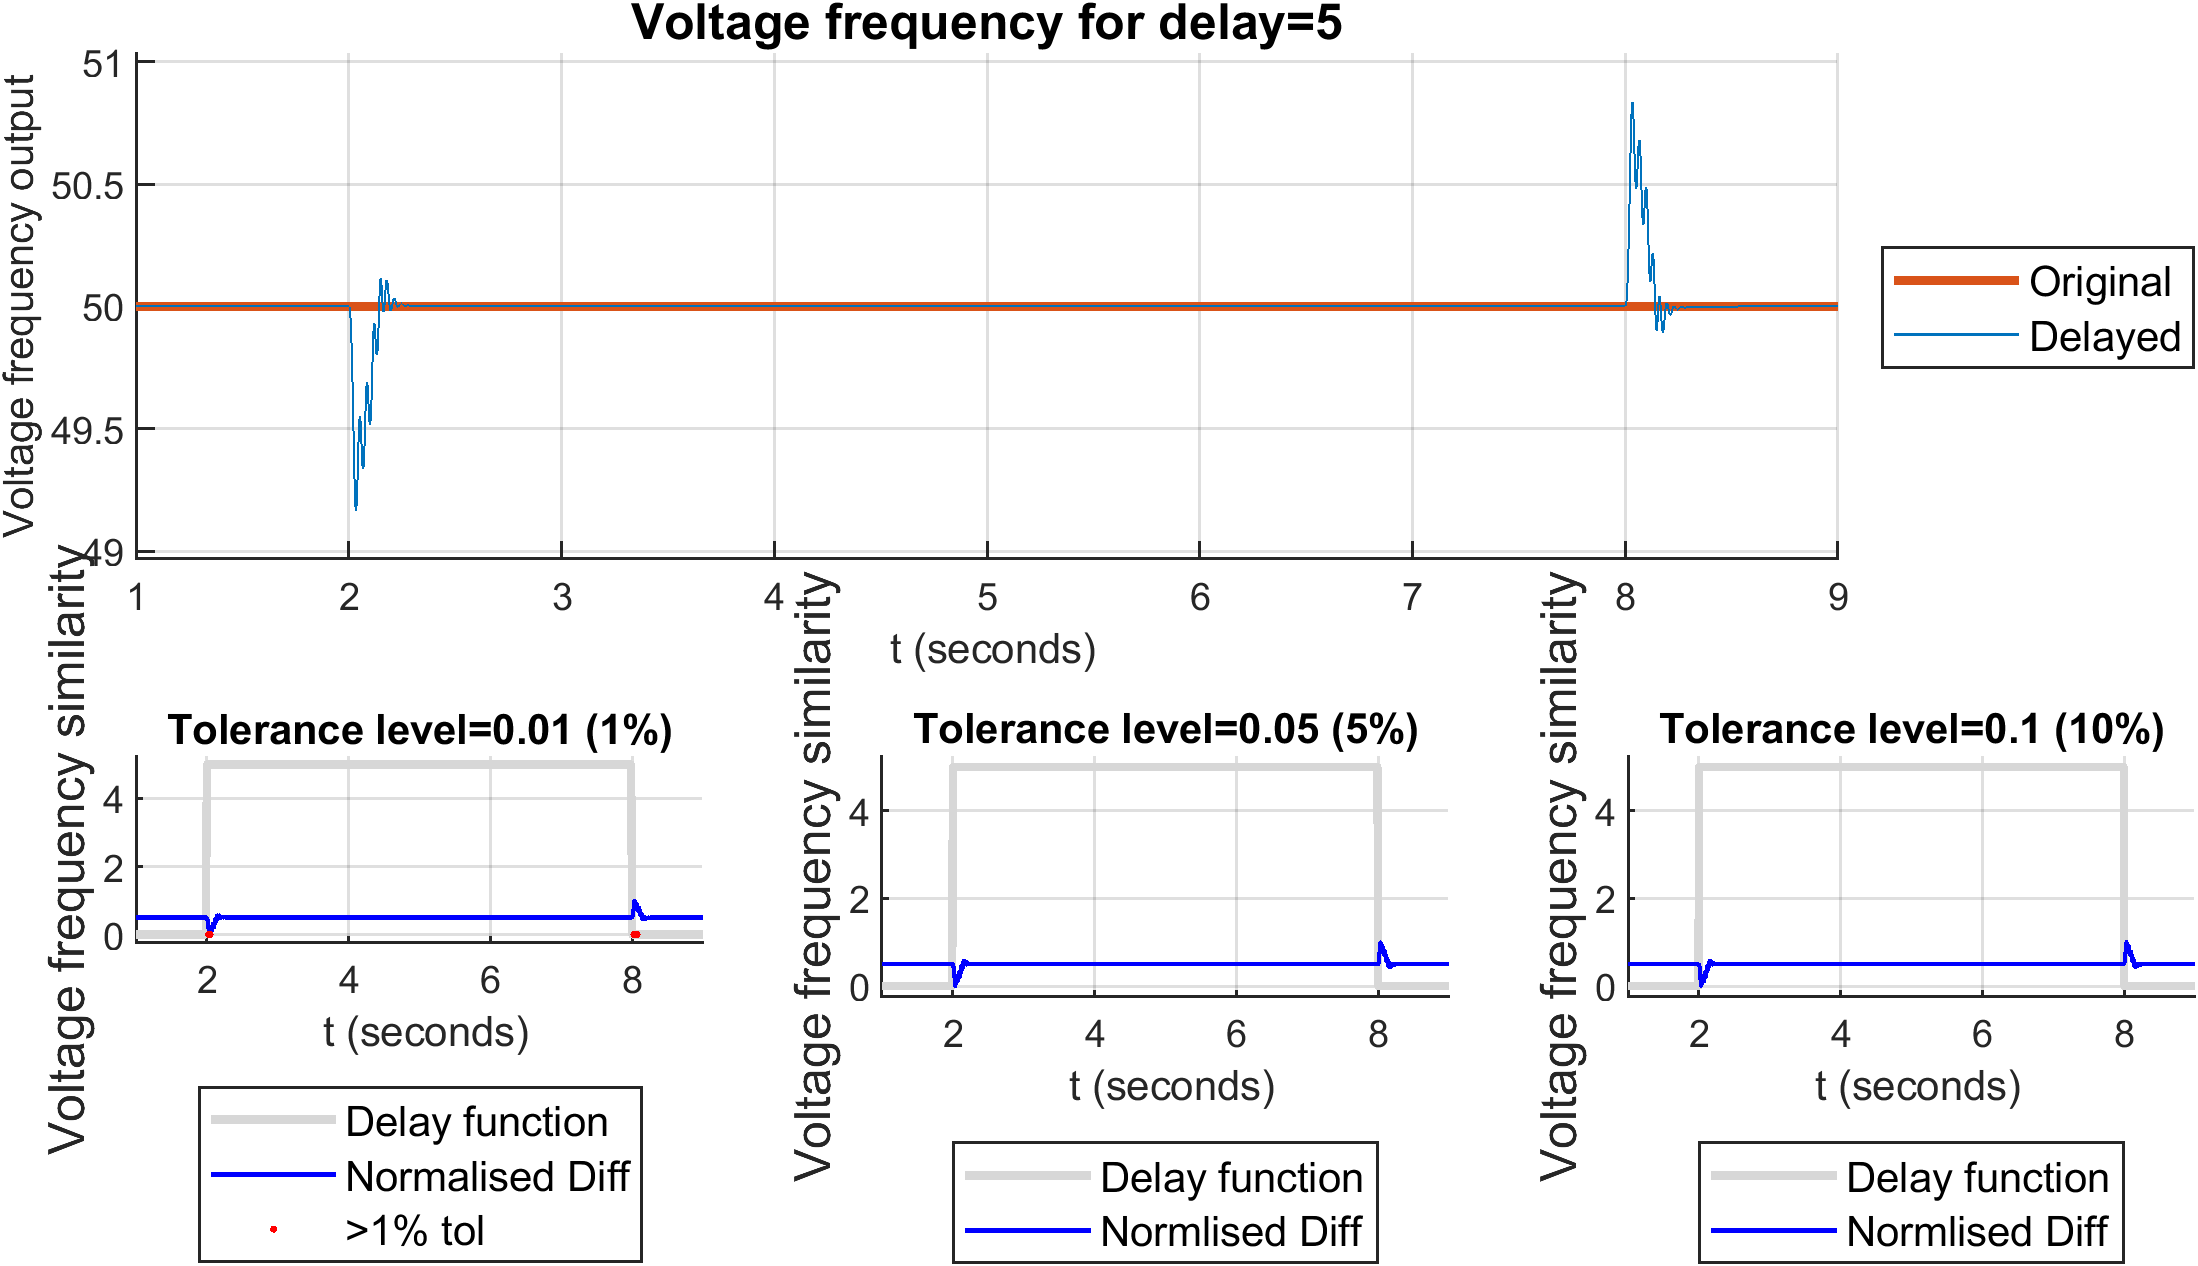 Voltage frequency for delay=5
Voltage frequency output
51
50.5
50
49.5
49
1 2 3 4 5 6 7 8 9
t (seconds)
Original
Delayed
Tolerance level=0.01 (1%)
Voltage frequency similarity
4
2
0
2 4 6 8
t (seconds)
Delay function
Normalised Diff
>1% tol
Tolerance level=0.05 (5%)
Voltage frequency similarity
4
2
0
2 4 6 8
t (seconds)
Delay function
Normlised Diff
Tolerance level=0.1 (10%)
Voltage frequency similarity
4
2
0
2 4 6 8
t (seconds)
Delay function
Normlised Diff